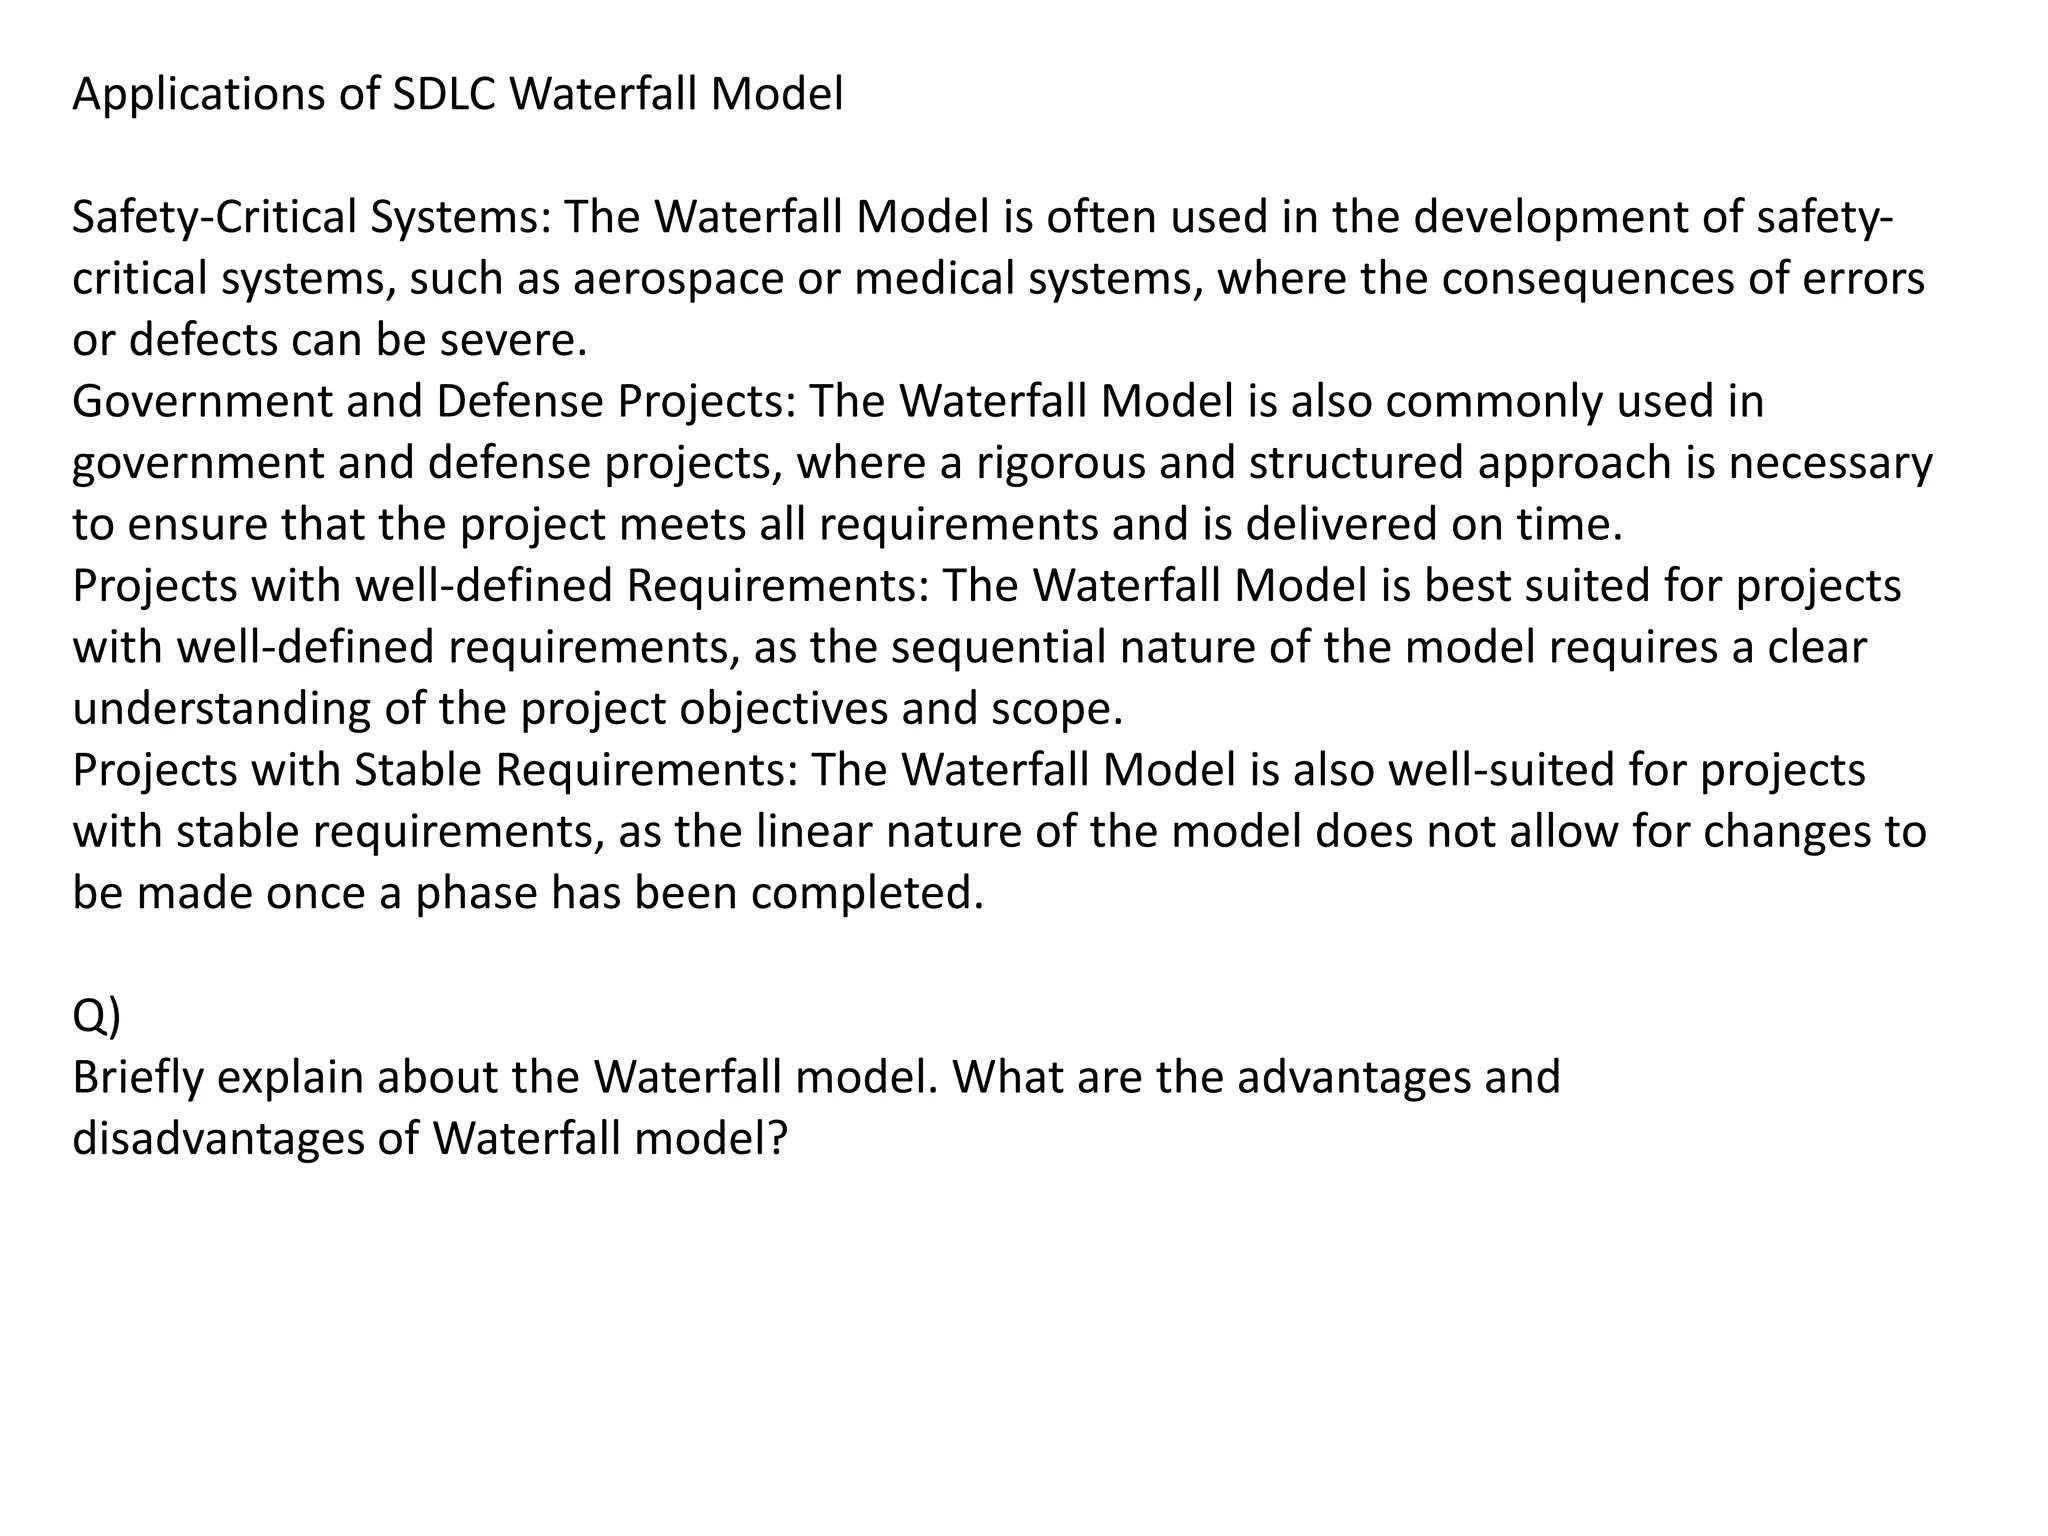 Applications of SDLC Waterfall Model
Safety-Critical Systems: The Waterfall Model is often used in the development of safety-
critical systems, such as aerospace or medical systems, where the consequences of errors
or defects can be severe.
Government and Defense Projects: The Waterfall Model is also commonly used in
government and defense projects, where a rigorous and structured approach is necessary
to ensure that the project meets all requirements and is delivered on time.
Projects with well-defined Requirements: The Waterfall Model is best suited for projects
with well-defined requirements, as the sequential nature of the model requires a clear
understanding of the project objectives and scope.
Projects with Stable Requirements: The Waterfall Model is also well-suited for projects
with stable requirements, as the linear nature of the model does not allow for changes to
be made once a phase has been completed.
Q)
Briefly explain about the Waterfall model. What are the advantages and
disadvantages of Waterfall model?